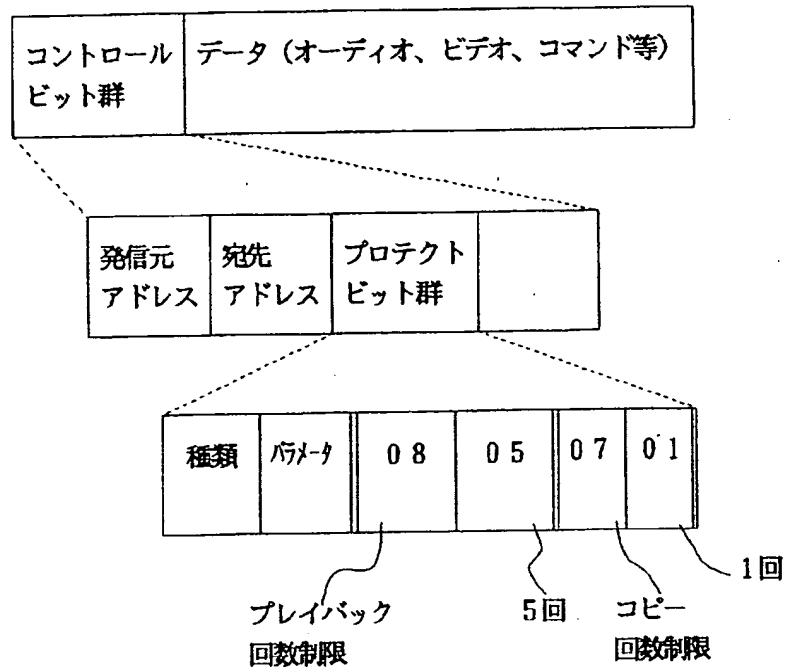 コントロール
ビット群
データ（オーディオ、ビデオ、コマンド等）
発信元
アドレス
宛先
アドレス
プロテクト
ビット群
種類
パラメータ
08
05
07
01
プレイバック
回数制限
5回
コピー
回数制限
1回